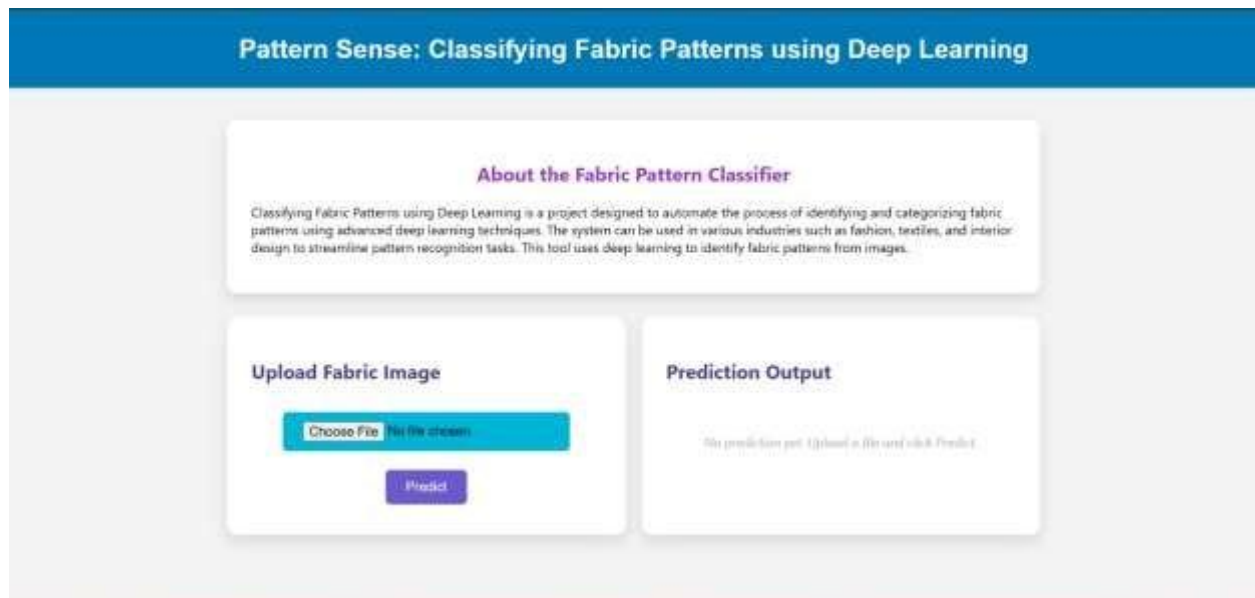 Pattern Sense: Classifying Fabric Patterns using Deep Learning
About the Fabric Pattern Classifier
Classifying Fabric Patterns using Deep Learning is a project designed to automate the process of identifying and categorizing fabric
patterns using advanced deep learning techniques. The system can be used in various industries such as fashion, textiles, and interior
design to streamline pattern recognition tasks. This tool uses deep learning to identify fabric patterns from images.
Upload Fabric Image
Choose File No file chosen
Predict
Prediction Output
No prediction yet. Upload a file and click Predict.